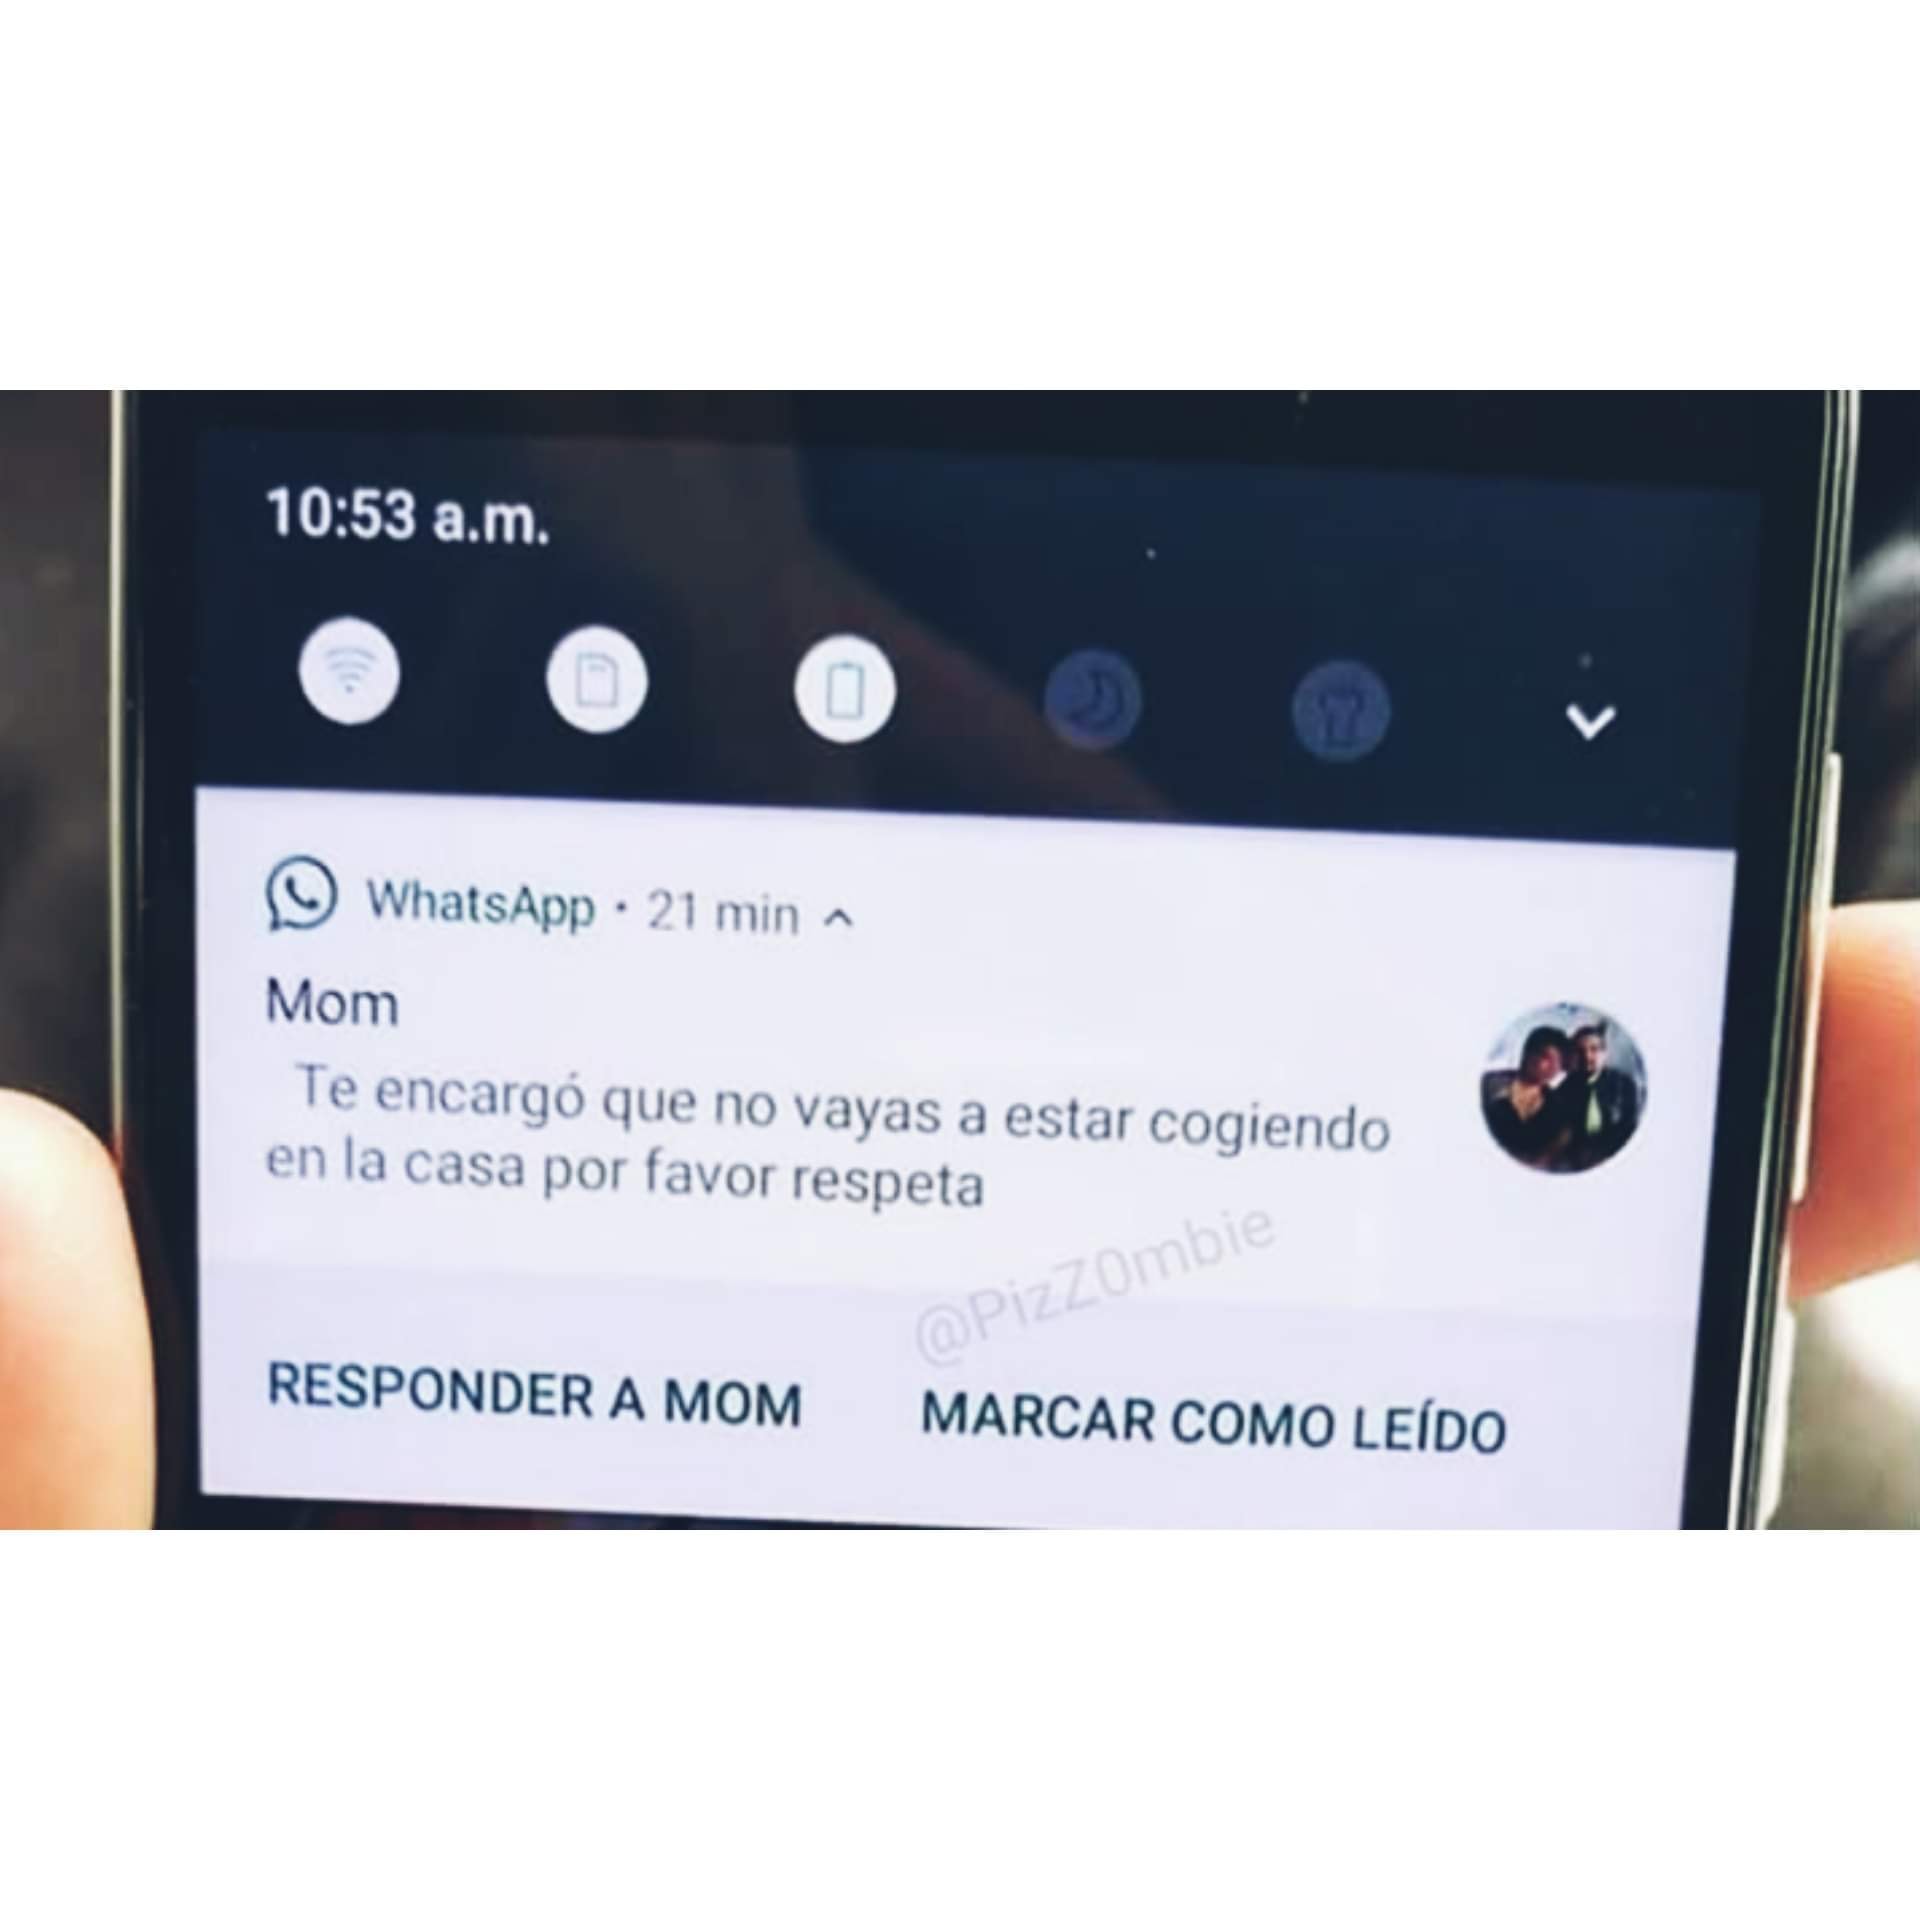 10:53 a.m.
WhatsApp · 21 min
Mom
Te encargó que no vayas a estar cogiendo
en la casa por favor respeta
@PizZ0mbie
RESPONDER A MOM MARCAR COMO LEÍDO